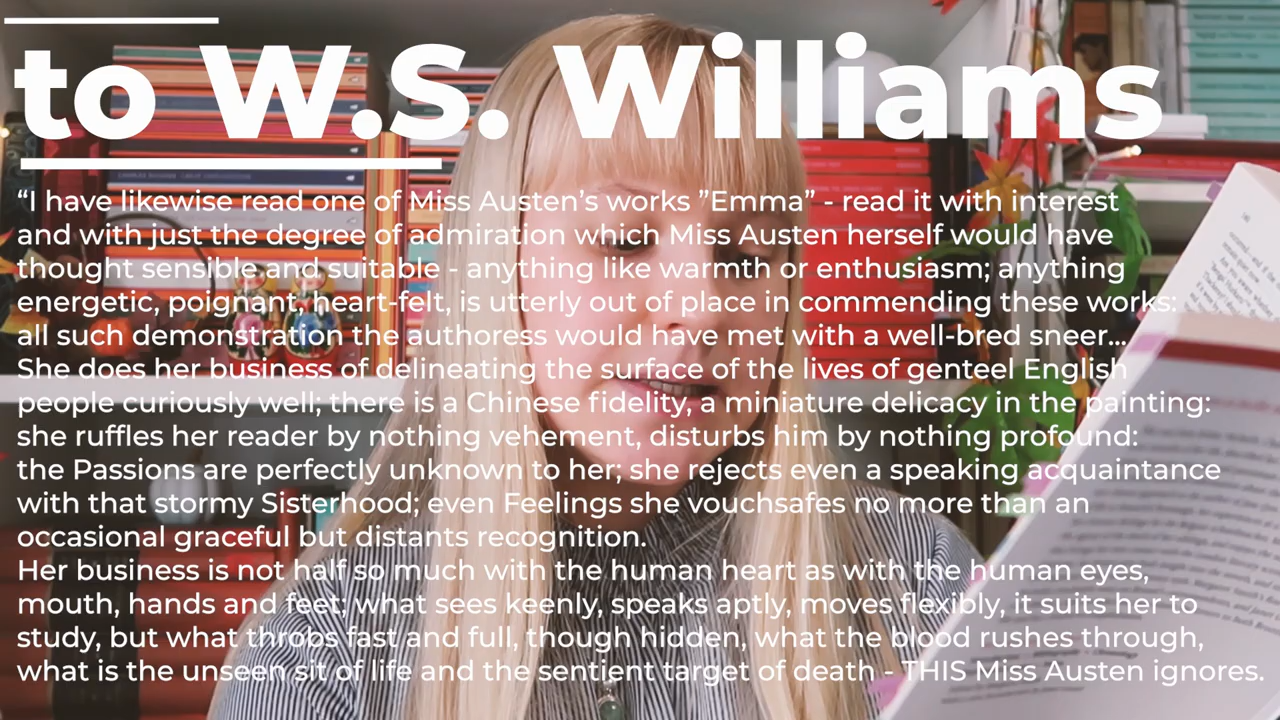 to W.S. Williams
“I have likewise read one of Miss Austen’s works ”Emma” - read it with interest
and with just the degree of admiration which Miss Austen herself would have
thought sensible and suitable - anything like warmth or enthusiasm; anything
energetic, poignant, heart-felt, is utterly out of place in commending these works:
all such demonstration the authoress would have met with a well-bred sneer...
She does her business of delineating the surface of the lives of genteel English
people curiously well; there is a Chinese fidelity, a miniature delicacy in the painting:
she ruffles her reader by nothing vehement, disturbs him by nothing profound:
the Passions are perfectly unknown to her; she rejects even a speaking acquaintance
with that stormy Sisterhood; even Feelings she vouchsafes no more than an
occasional graceful but distants recognition.
Her business is not half so much with the human heart as with the human eyes,
mouth, hands and feet; what sees keenly, speaks aptly, moves flexibly, it suits her to
study, but what throbs fast and full, though hidden, what the blood rushes through,
what is the unseen sit of life and the sentient target of death - THIS Miss Austen ignores.